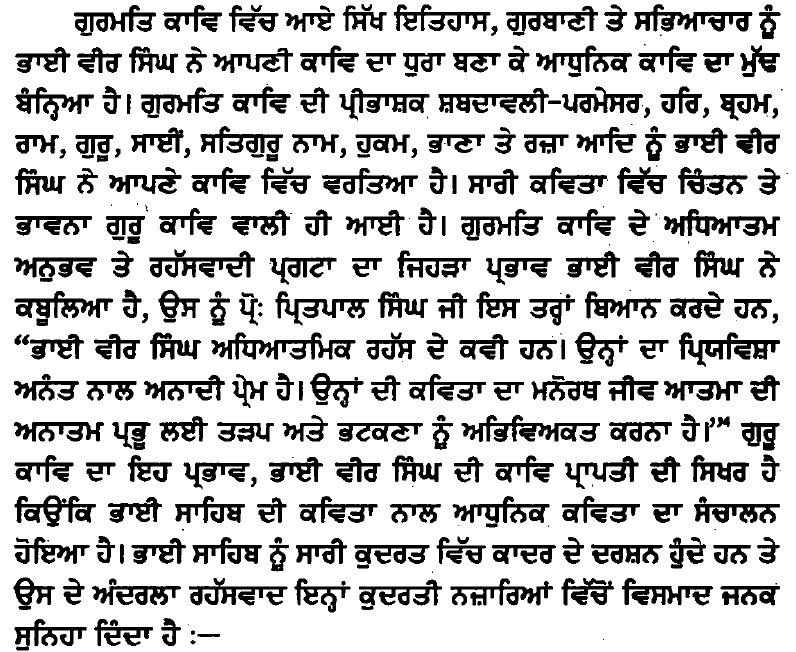 ਗੁਰਮਤਿ ਕਾਵਿ ਵਿੱਚ ਆਏ ਸਿੱਖ ਇਤਿਹਾਸ, ਗੁਰਬਾਣੀ ਤੇ ਸਭਿਆਚਾਰ ਨੂੰ
ਭਾਈ ਵੀਰ ਸਿੰਘ ਨੇ ਆਪਣੀ ਕਾਵਿ ਦਾ ਧੁਰਾ ਬਣਾ ਕੇ ਆਧੁਨਿਕ ਕਾਵਿ ਦਾ ਮੁੱਢ
ਬੰਨ੍ਹਿਆ ਹੈ। ਗੁਰਮਤਿ ਕਾਵਿ ਦੀ ਪ੍ਰੀਭਾਸ਼ਕ ਸ਼ਬਦਾਵਲੀ-ਪਰਮੇਸਰ, ਹਰਿ, ਬ੍ਰਹਮ,
ਰਾਮ, ਗੁਰੂ, ਸਾਈਂ, ਸਤਿਗੁਰੂ ਨਾਮ, ਹੁਕਮ, ਭਾਣਾ ਤੇ ਰਜ਼ਾ ਆਦਿ ਨੂੰ ਭਾਈ ਵੀਰ
ਸਿੰਘ ਨੇ ਆਪਣੇ ਕਾਵਿ ਵਿੱਚ ਵਰਤਿਆ ਹੈ। ਸਾਰੀ ਕਵਿਤਾ ਵਿੱਚ ਚਿੰਤਨ ਤੇ
ਭਾਵਨਾ ਗੁਰੂ ਕਾਵਿ ਵਾਲੀ ਹੀ ਆਈ ਹੈ। ਗੁਰਮਤਿ ਕਾਵਿ ਦੇ ਅਧਿਆਤਮ
ਅਨੁਭਵ ਤੇ ਰਹੱਸਵਾਦੀ ਪ੍ਰਗਟਾ ਦਾ ਜਿਹੜਾ ਪ੍ਰਭਾਵ ਭਾਈ ਵੀਰ ਸਿੰਘ ਨੇ
ਕਬੂਲਿਆ ਹੈ, ਉਸ ਨੂੰ ਪ੍ਰੋਃ ਪ੍ਰਿਤਪਾਲ ਸਿੰਘ ਜੀ ਇਸ ਤਰ੍ਹਾਂ ਬਿਆਨ ਕਰਦੇ ਹਨ,
“ਭਾਈ ਵੀਰ ਸਿੰਘ ਅਧਿਆਤਮਿਕ ਰਹੱਸ ਦੇ ਕਵੀ ਹਨ। ਉਨ੍ਹਾਂ ਦਾ ਪ੍ਰਿਯਵਿਸ਼ਾ
ਅਨੰਤ ਨਾਲ ਅਨਾਦੀ ਪ੍ਰੇਮ ਹੈ। ਉਨ੍ਹਾਂ ਦੀ ਕਵਿਤਾ ਦਾ ਮਨੋਰਥ ਜੀਵ ਆਤਮਾ ਦੀ
ਅਨਾਤਮ ਪ੍ਰਭੂ ਲਈ ਤੜਪ ਅਤੇ ਭਟਕਣਾ ਨੂੰ ਅਭਿਵਿਅਕਤ ਕਰਨਾ ਹੈ।” ਗੁਰੂ
ਕਾਵਿ ਦਾ ਇਹ ਪ੍ਰਭਾਵ, ਭਾਈ ਵੀਰ ਸਿੰਘ ਦੀ ਕਾਵਿ ਪ੍ਰਾਪਤੀ ਦੀ ਸਿਖਰ ਹੈ
ਕਿਉਂਕਿ ਭਾਈ ਸਾਹਿਬ ਦੀ ਕਵਿਤਾ ਨਾਲ ਆਧੁਨਿਕ ਕਵਿਤਾ ਦਾ ਸੰਚਾਲਨ
ਹੋਇਆ ਹੈ। ਭਾਈ ਸਾਹਿਬ ਨੂੰ ਸਾਰੀ ਕੁਦਰਤ ਵਿੱਚ ਕਾਦਰ ਦੇ ਦਰਸ਼ਨ ਹੁੰਦੇ ਹਨ ਤੇ
ਉਸ ਦੇ ਅੰਦਰਲਾ ਰਹੱਸਵਾਦ ਇਨ੍ਹਾਂ ਕੁਦਰਤੀ ਨਜ਼ਾਰਿਆਂ ਵਿੱਚੋਂ ਵਿਸਮਾਦ ਜਨਕ
ਸੁਨਿਹਾ ਦਿੰਦਾ ਹੈ :—